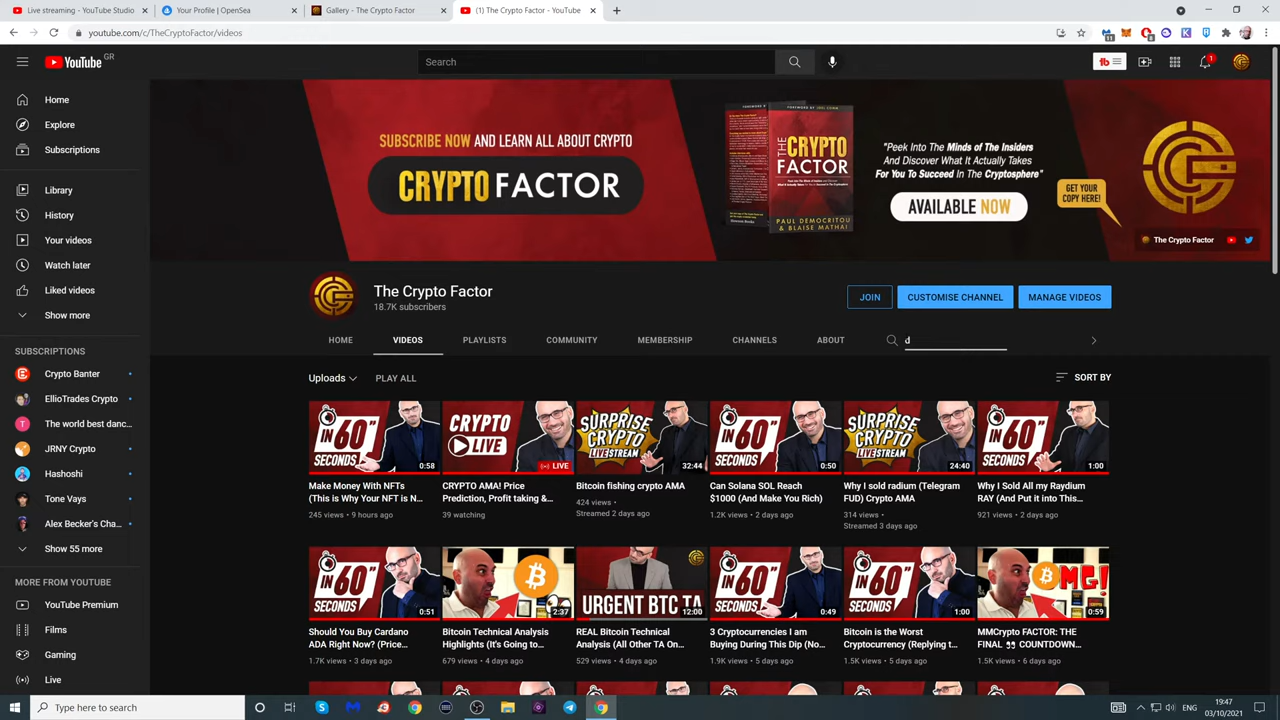 Live streaming - YouTube Studio
Your Profile | OpenSea
Gallery - The Crypto Factor
(1) The Crypto Factor - YouTube
youtube.com/c/TheCryptoFactor/videos
11
8
YouTube GR
Search
1
Home
Explore
Subscriptions
Library
History
Your videos
Watch later
Liked videos
Show more
SUBSCRIPTIONS
Crypto Banter
EllioTrades Crypto
The world best danc...
JRNY Crypto
Hashoshi
Tone Vays
Alex Becker's Cha...
Show 55 more
MORE FROM YOUTUBE
YouTube Premium
Films
Gaming
Live
SUBSCRIBE NOW AND LEARN ALL ABOUT CRYPTO
CRYPTO FACTOR
THE CRYPTO FACTOR
PAUL DEMOCRITOU & BLAISE MATHAI
"Peek Into The Minds of The Insiders
And Discover What It Actually Takes
For You To Succeed In The Cryptosphere"
AVAILABLE NOW
GET YOUR
COPY HERE!
The Crypto Factor
The Crypto Factor
18.7K subscribers
JOIN
CUSTOMISE CHANNEL
MANAGE VIDEOS
HOME
VIDEOS
PLAYLISTS
COMMUNITY
MEMBERSHIP
CHANNELS
ABOUT
d
Uploads
PLAY ALL
SORT BY
IN 60" SECONDS
0:58
Make Money With NFTs
(This is Why Your NFT is N...
245 views • 9 hours ago
CRYPTO LIVE
LIVE
CRYPTO AMA! Price
Prediction, Profit taking &...
39 watching
SURPRISE CRYPTO LIVESTREAM
32:44
Bitcoin fishing crypto AMA
424 views •
Streamed 2 days ago
IN 60" SECONDS
0:50
Can Solana SOL Reach
$1000 (And Make You Rich)
1.2K views • 2 days ago
SURPRISE CRYPTO LIVESTREAM
24:40
Why I sold radium (Telegram
FUD) Crypto AMA
314 views •
Streamed 3 days ago
IN 60" SECONDS
1:00
Why I Sold All my Raydium
RAY (And Put it into This...
921 views • 2 days ago
IN 60" SECONDS
0:51
Should You Buy Cardano
ADA Right Now? (Price...
1.7K views • 3 days ago
2:37
Bitcoin Technical Analysis
Highlights (It's Going to...
679 views • 4 days ago
URGENT BTC TA
12:00
REAL Bitcoin Technical
Analysis (All Other TA On...
529 views • 4 days ago
IN 60" SECONDS
0:49
3 Cryptocurrencies I am
Buying During This Dip (No...
1.9K views • 5 days ago
IN 60" SECONDS
1:00
Bitcoin is the Worst
Cryptocurrency (Replying t...
1.5K views • 5 days ago
OMG!
0:59
MMCrypto FACTOR: THE
FINAL 👀 COUNTDOWN...
1.5K views • 6 days ago
Type here to search
ENG
19:47
03/10/2021